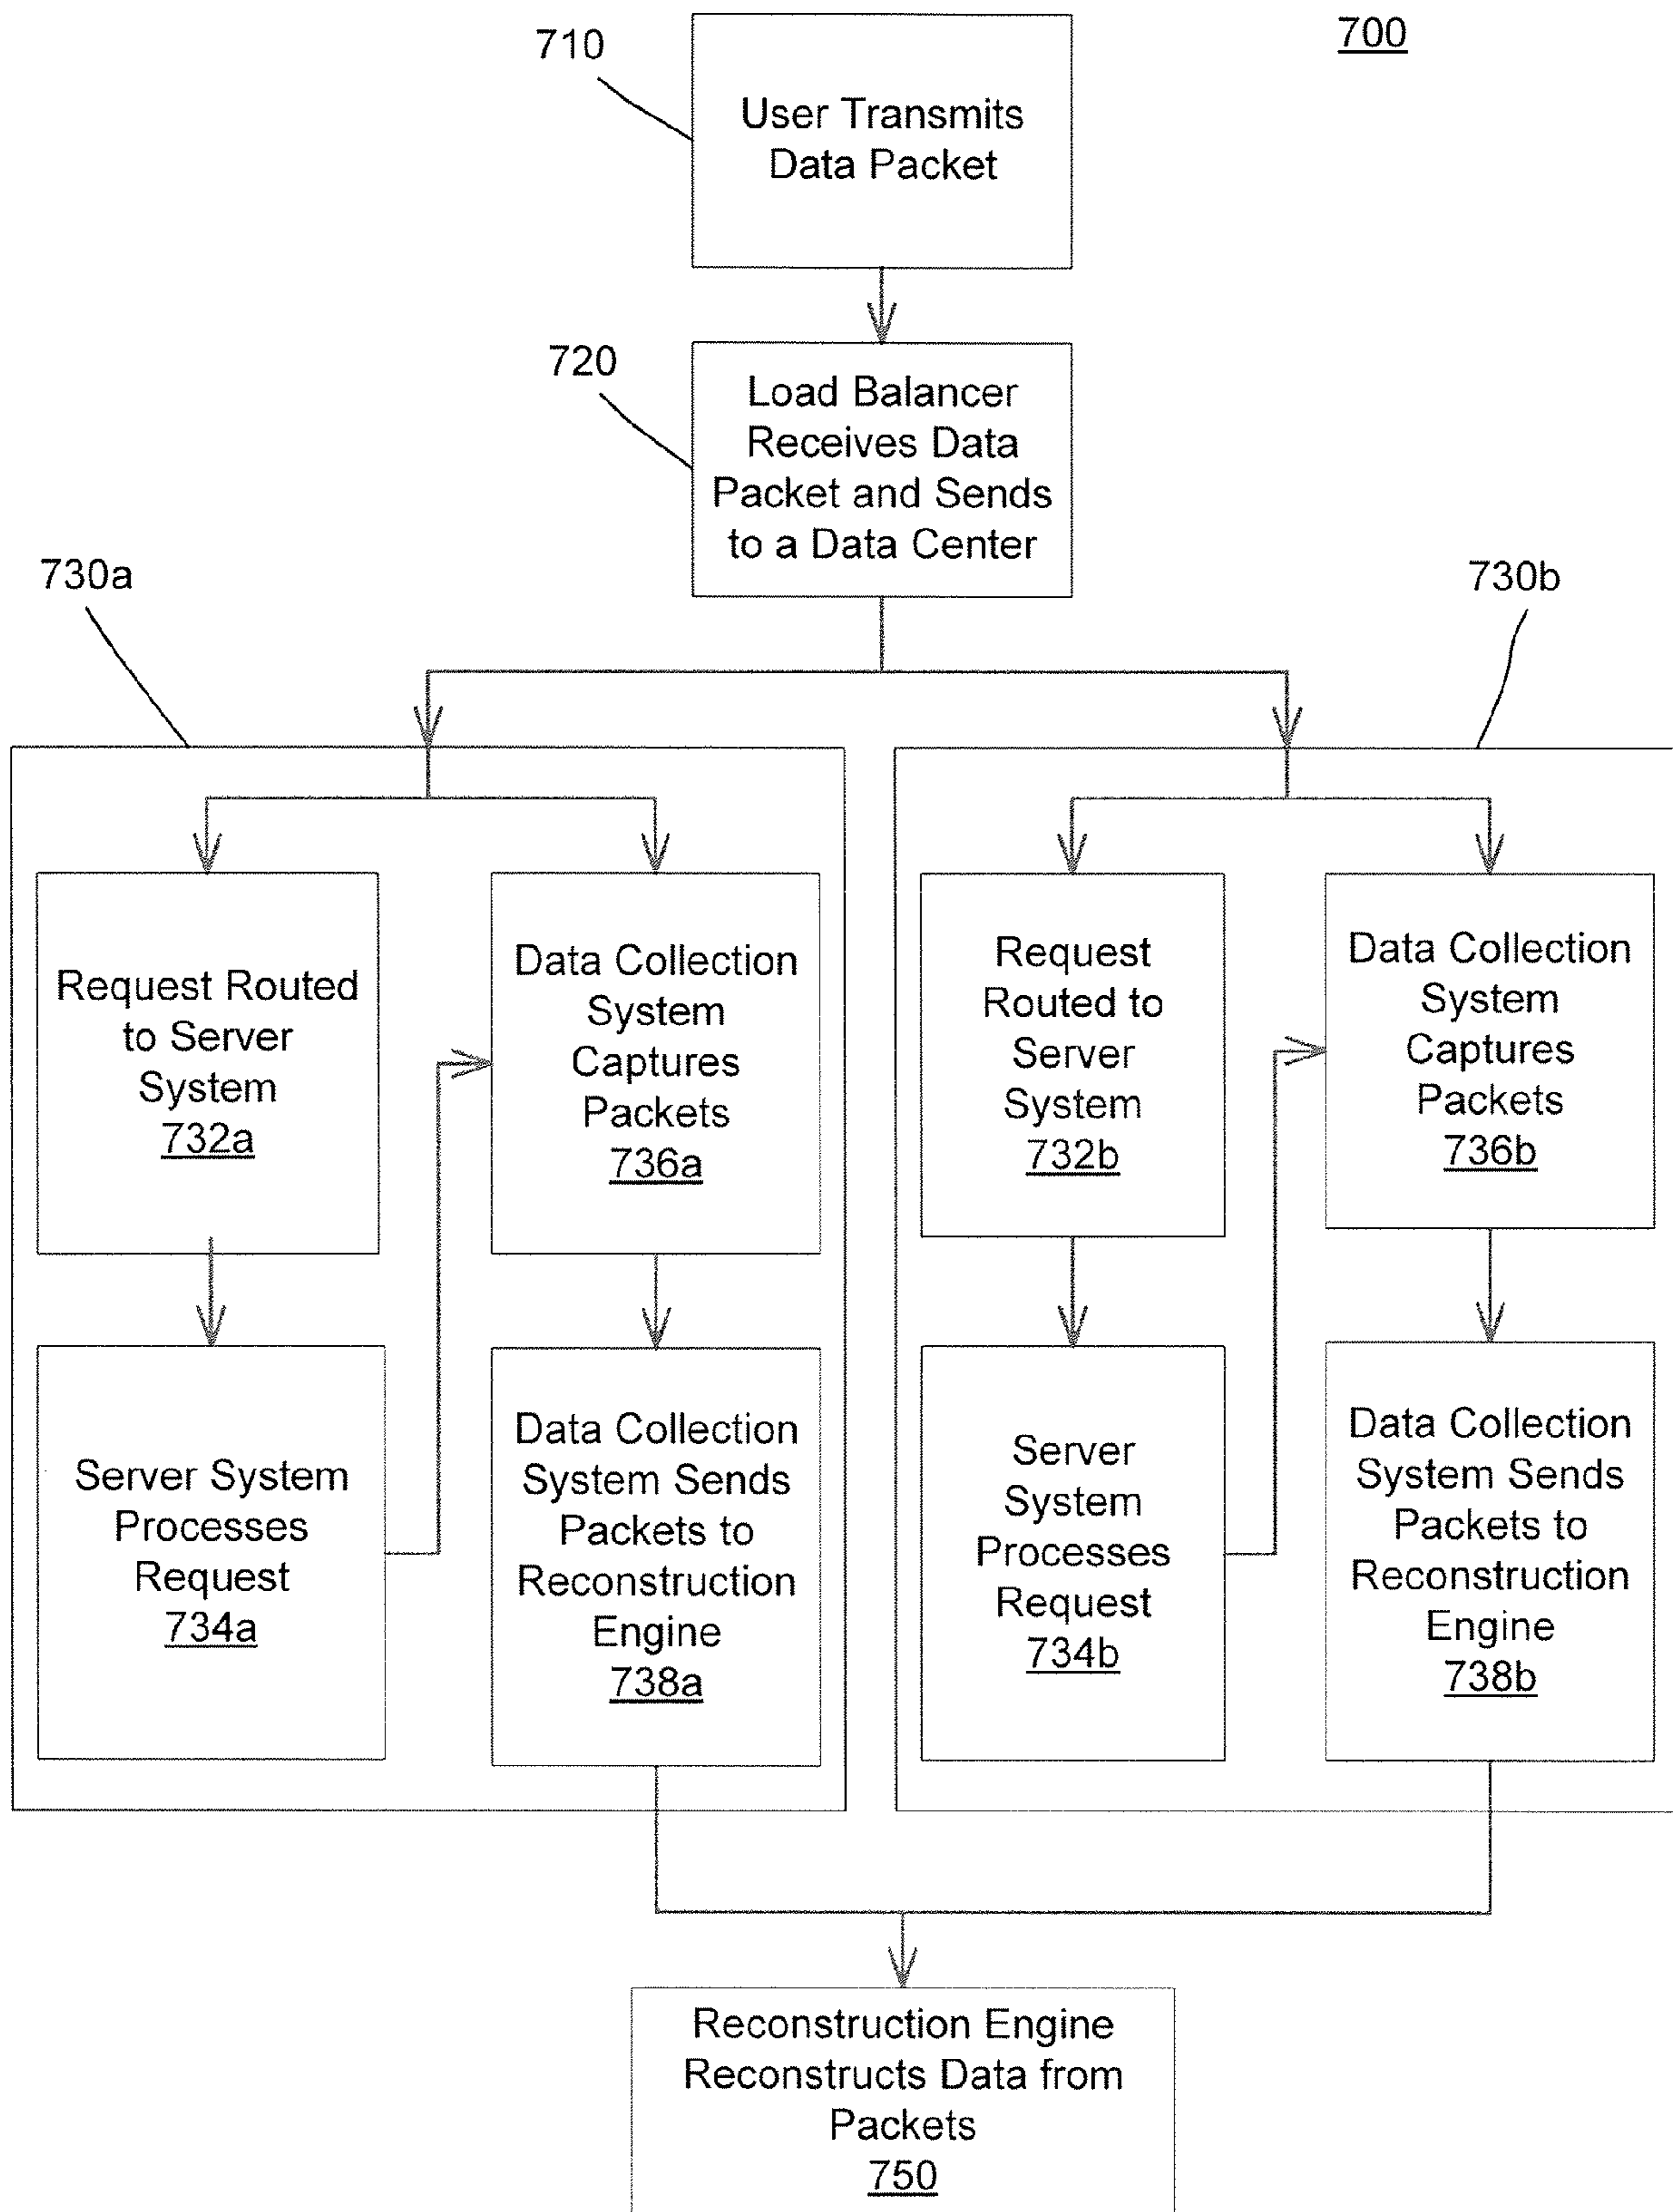 700
710
User Transmits
Data Packet
720
Load Balancer
Receives Data
Packet and Sends
to a Data Center
730a
730b
Request Routed
to Server
System
732a
Data Collection
System
Captures
Packets
736a
Server System
Processes
Request
734a
Data Collection
System Sends
Packets to
Reconstruction
Engine
738a
Request
Routed to
Server
System
732b
Data Collection
System
Captures
Packets
736b
Server
System
Processes
Request
734b
Data Collection
System Sends
Packets to
Reconstruction
Engine
738b
Reconstruction Engine
Reconstructs Data from
Packets
750